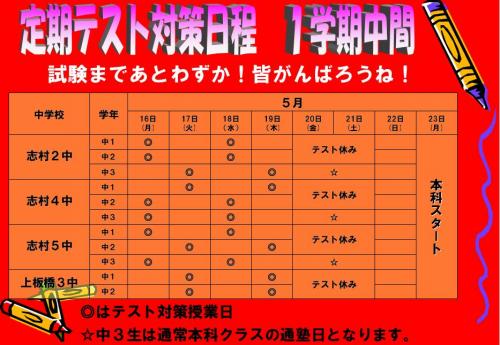 定期テスト対策日程　１学期中間
試験まであとわずか！皆がんばろうね！
中学校 学年 ５月
16日 17日 18日 19日 20日 21日 22日 23日
(月) (火) (水) (木) (金) (土) (日) (月)
志村２中 中1 ◎ ◎ テスト休み 本科スタート
中2 ◎ ◎
中3 ◎ ◎ ☆
志村４中 中1 ◎ ◎ テスト休み
中2 ◎ ◎
中3 ◎ ◎ ☆
志村５中 中1 ◎ ◎ テスト休み
中2 ◎ ◎
中3 ◎ ◎ ☆
上板橋３中 中1 ◎ ◎ テスト休み
中2 ◎ ◎
◎はテスト対策授業日
☆中３生は通常本科クラスの通塾日となります。